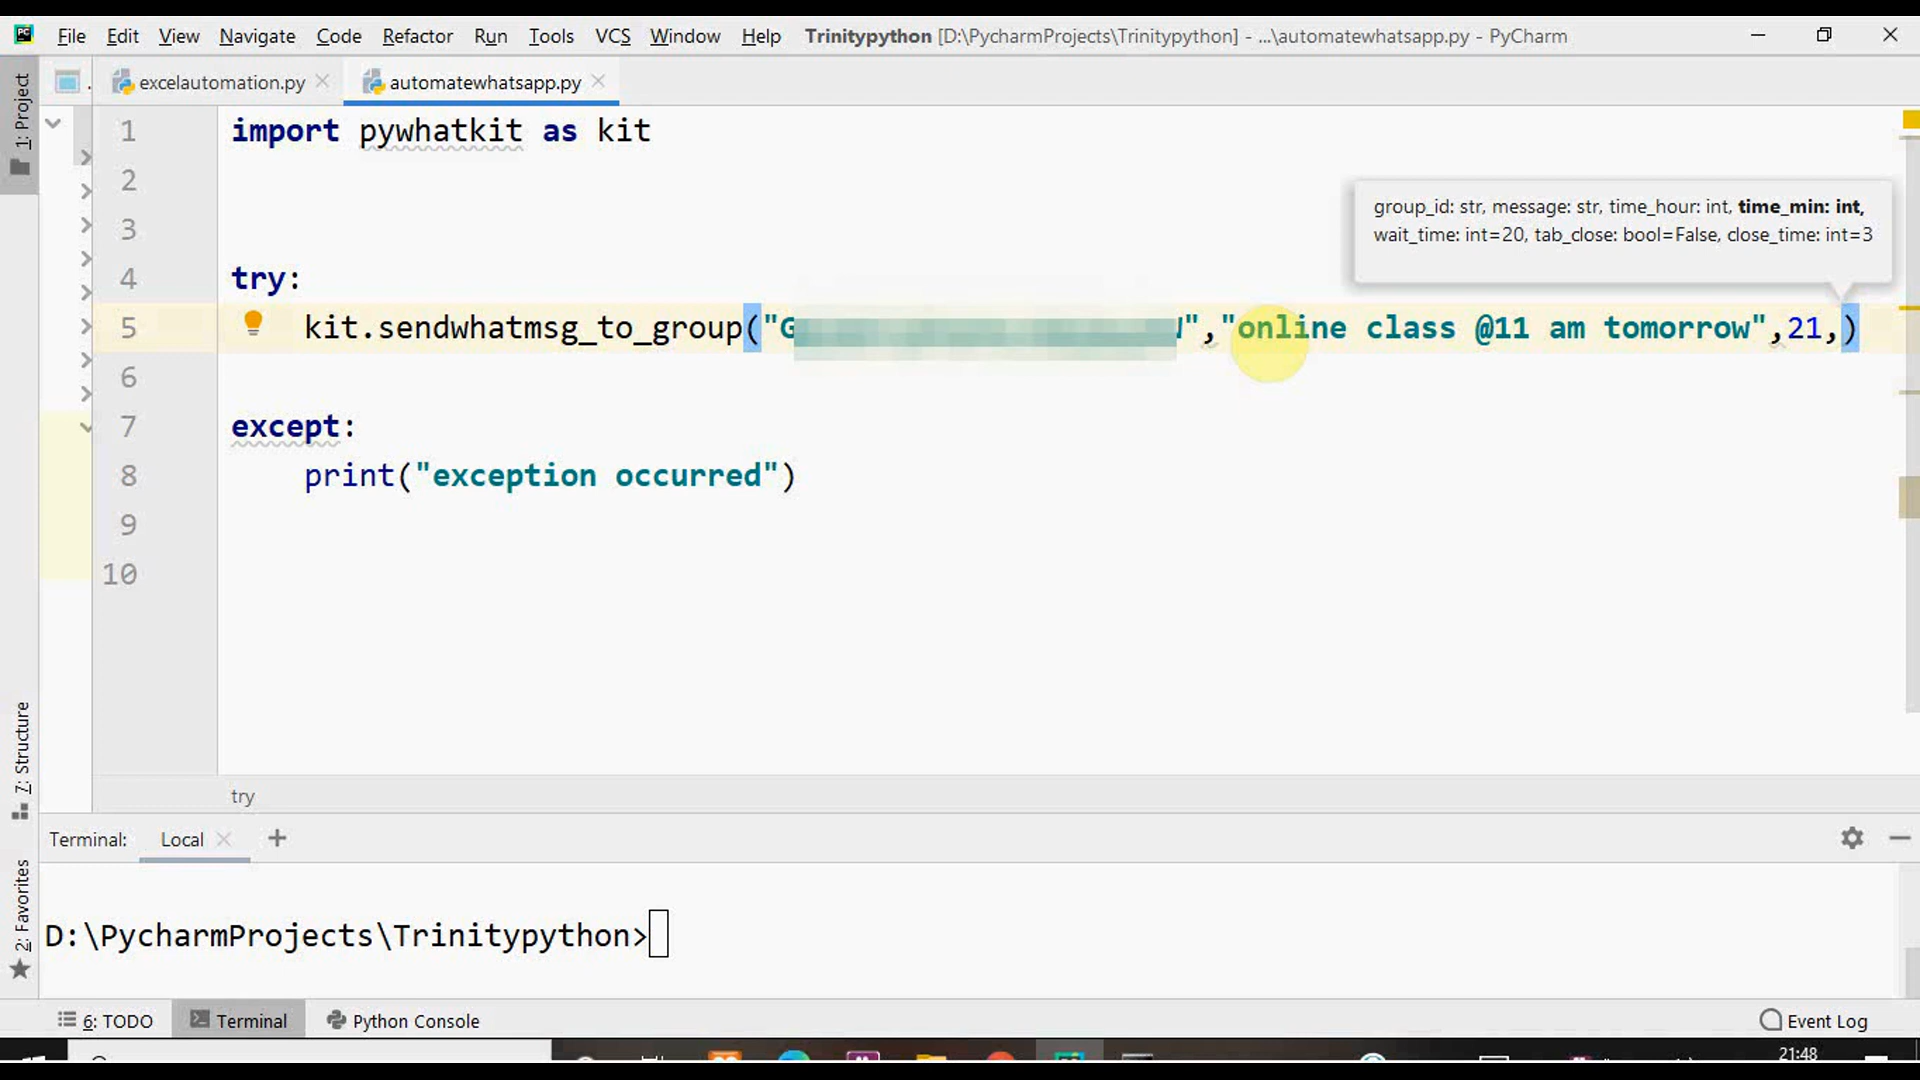 File Edit View Navigate Code Refactor Run Tools VCS Window Help Trinitypython [D:\PycharmProjects\Trinitypython] - ...\automatewhatsapp.py - PyCharm
1: Project
excelautomation.py
automatewhatsapp.py
1 import pywhatkit as kit
2
3
group_id: str, message: str, time_hour: int, time_min: int,
wait_time: int=20, tab_close: bool=False, close_time: int=3
4 try:
5 kit.sendwhatmsg_to_group("G ","online class @11 am tomorrow",21,)
6
7 except:
8 print("exception occurred")
9
10
try
7: Structure
2: Favorites
Terminal: Local +
D:\PycharmProjects\Trinitypython>
6: TODO Terminal Python Console Event Log
21:48